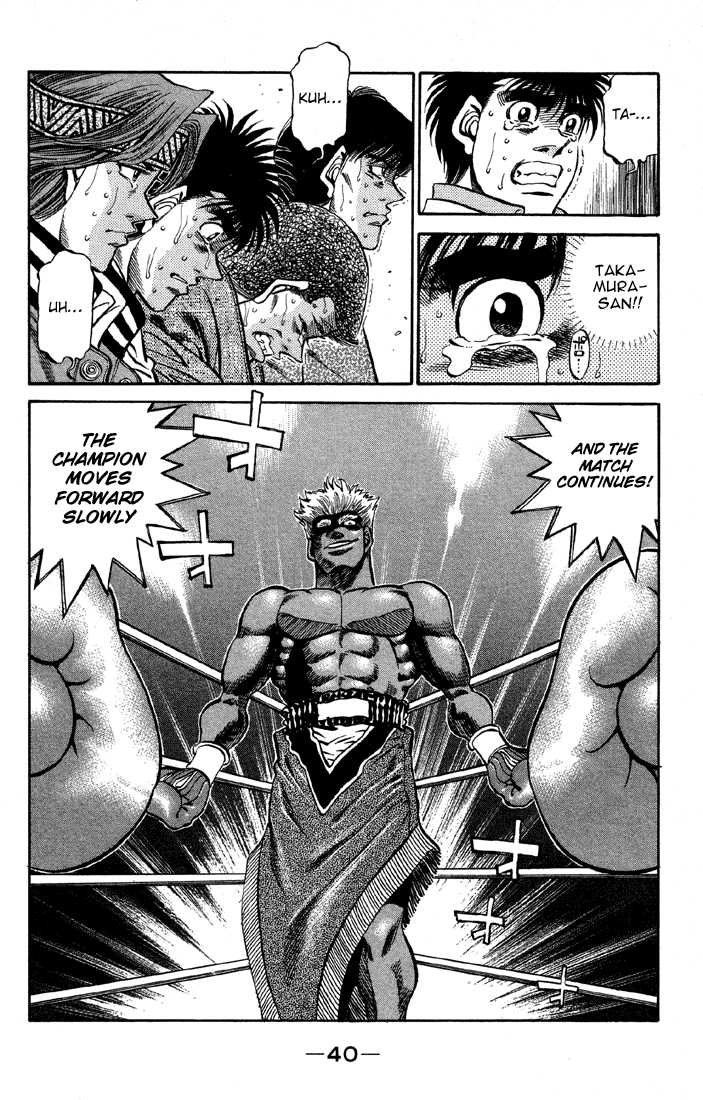 TA-...
KUH...
UH...
TAKA-
MURA-
SAN!!
AND THE
MATCH
CONTINUES!
THE
CHAMPION
MOVES
FORWARD
SLOWLY
—40—